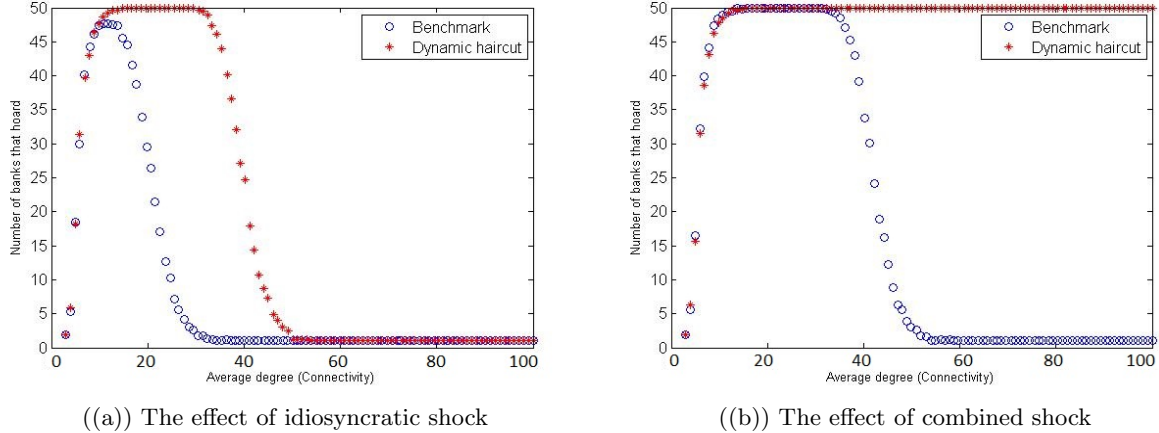 50
45
40
35
30
25
20
15
10
5
0
Number of banks that hoard
Benchmark
Dynamic haircut
0 20 40 60 80 100
Average degree (Connectivity)
((a)) The effect of idiosyncratic shock
50
45
40
35
30
25
20
15
10
5
0
Number of banks that hoard
Benchmark
Dynamic haircut
0 20 40 60 80 100
Average degree (Connectivity)
((b)) The effect of combined shock